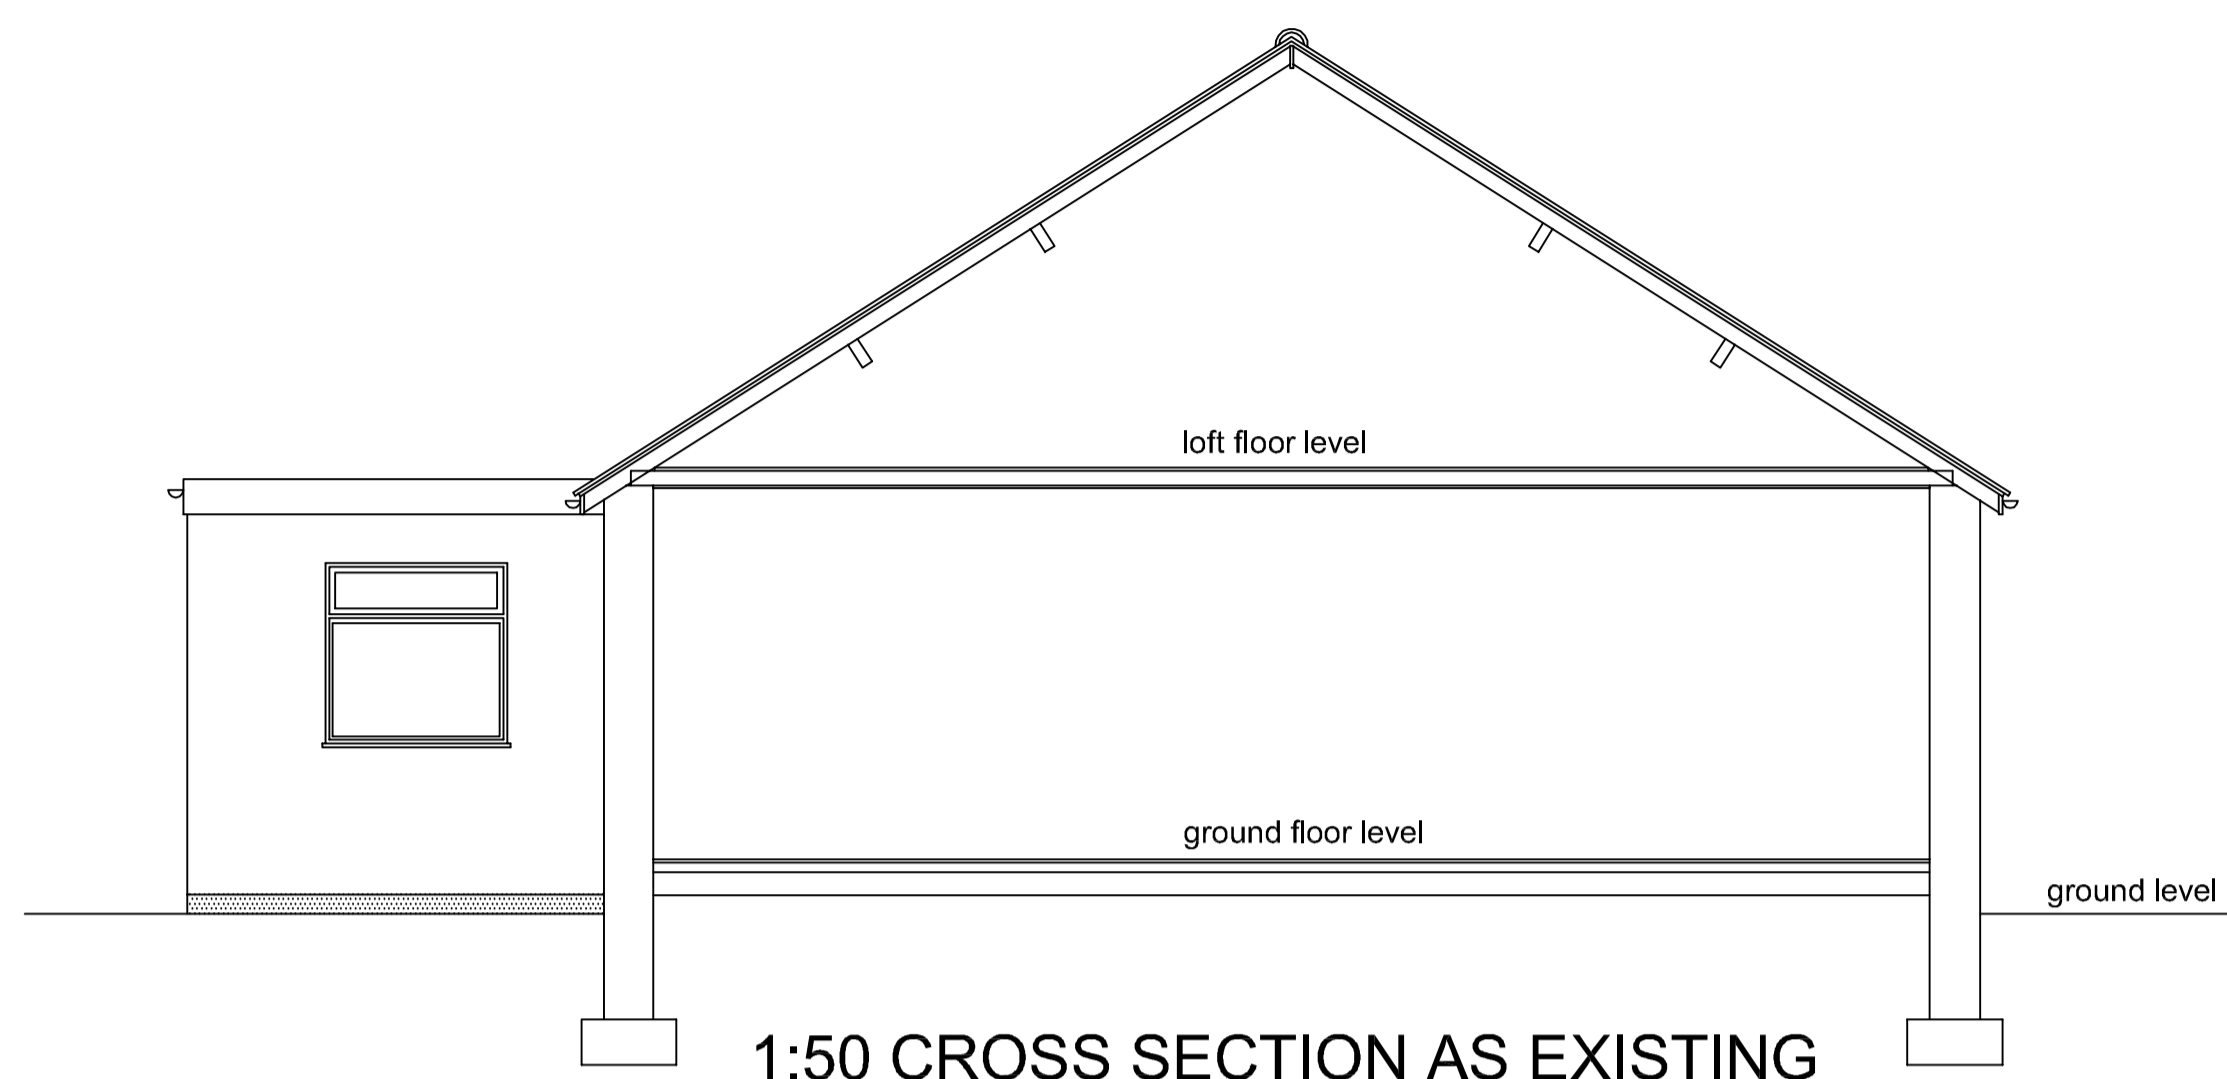 loft floor level
ground floor level
ground level
1:50 CROSS SECTION AS EXISTING